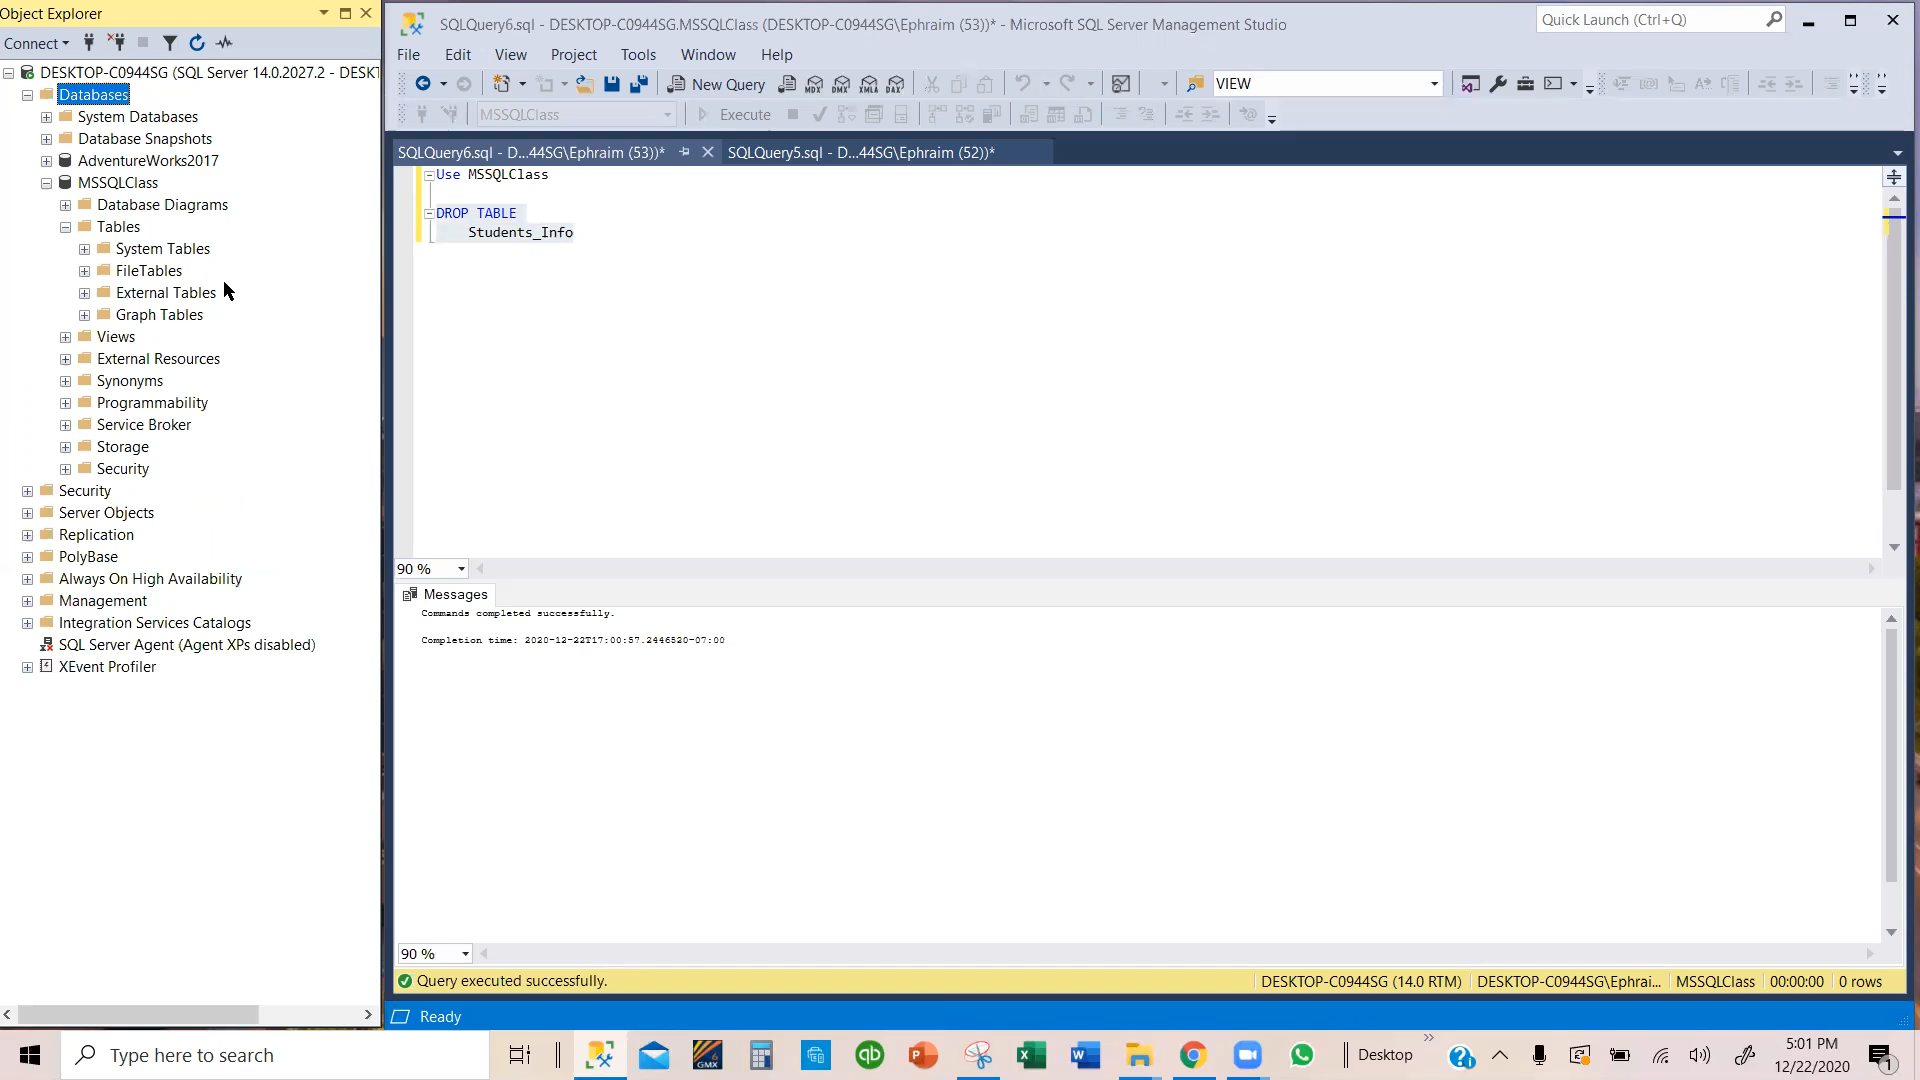 Object Explorer
Connect
DESKTOP-C0944SG (SQL Server 14.0.2027.2 - DESKT
Databases
System Databases
Database Snapshots
AdventureWorks2017
MSSQLClass
Database Diagrams
Tables
System Tables
FileTables
External Tables
Graph Tables
Views
External Resources
Synonyms
Programmability
Service Broker
Storage
Security
Security
Server Objects
Replication
PolyBase
Always On High Availability
Management
Integration Services Catalogs
SQL Server Agent (Agent XPs disabled)
XEvent Profiler
SQLQuery6.sql - DESKTOP-C0944SG.MSSQLClass (DESKTOP-C0944SG\Ephraim (53))* - Microsoft SQL Server Management Studio
Quick Launch (Ctrl+Q)
File Edit View Project Tools Window Help
New Query MDX DMX XMLA DAX VIEW
MSSQLClass Execute
SQLQuery6.sql - D...44SG\Ephraim (53))* SQLQuery5.sql - D...44SG\Ephraim (52))*
Use MSSQLClass
DROP TABLE
Students_Info
90 %
Messages
Commands completed successfully.
Completion time: 2020-12-22T17:00:57.2446520-07:00
90 %
Query executed successfully. DESKTOP-C0944SG (14.0 RTM) DESKTOP-C0944SG\Ephrai... MSSQLClass 00:00:00 0 rows
Ready
Type here to search
GMX
qb
Desktop
5:01 PM
12/22/2020
1